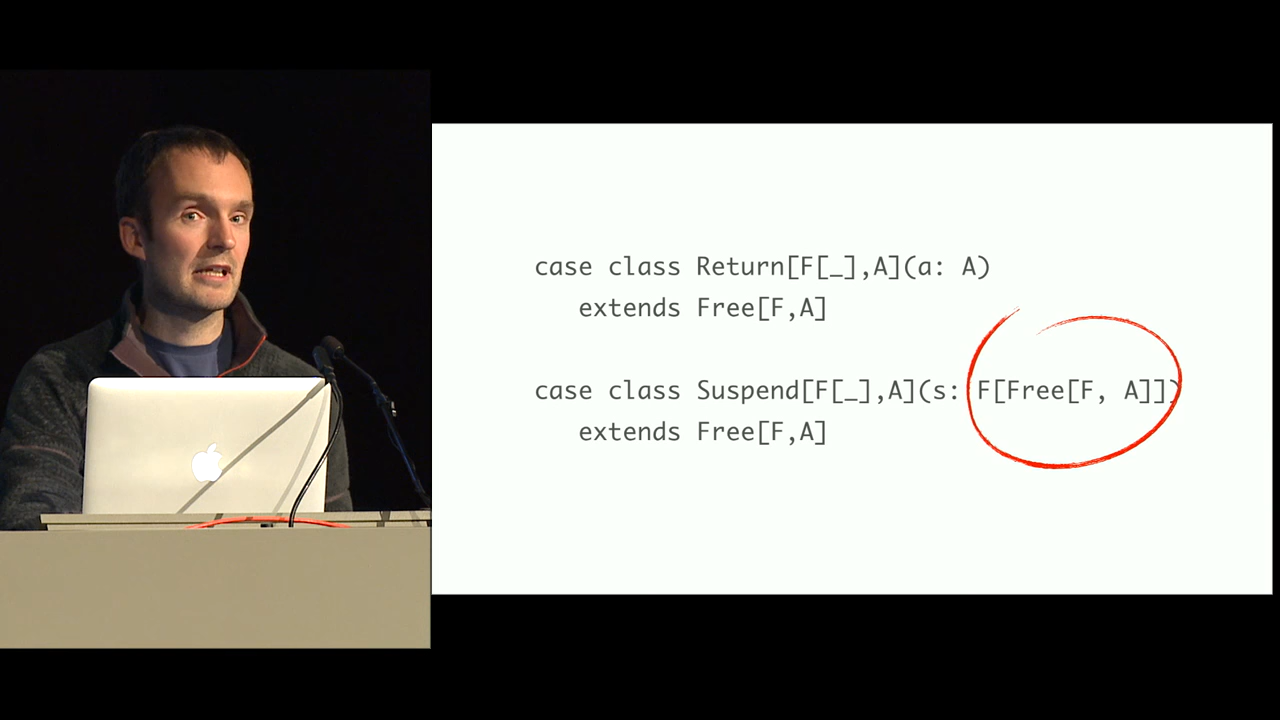 case class Return[F[_],A](a: A)
extends Free[F,A]
case class Suspend[F[_],A](s: F[Free[F, A]])
extends Free[F,A]